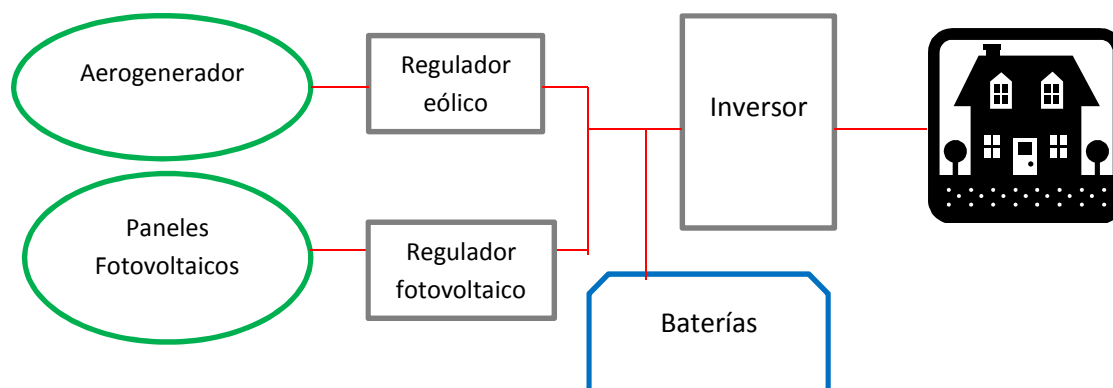 Aerogenerador
Regulador
eólico
Inversor
Paneles
Fotovoltaicos
Regulador
fotovoltaico
Baterías